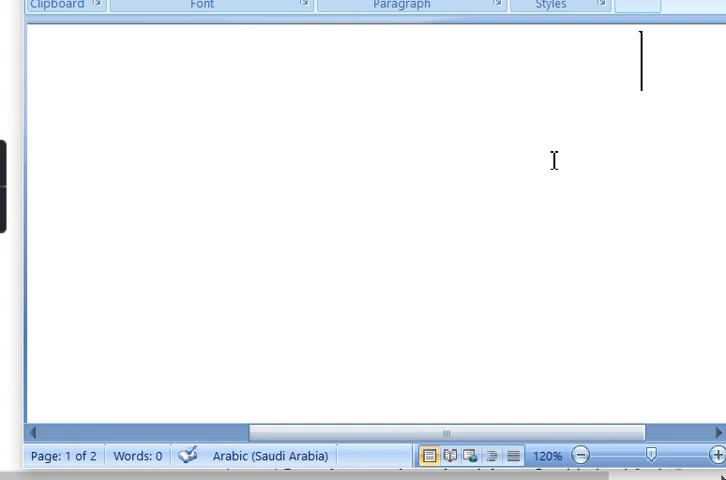 Clipboard Font Paragraph Styles
Page: 1 of 2 Words: 0 Arabic (Saudi Arabia) 120%